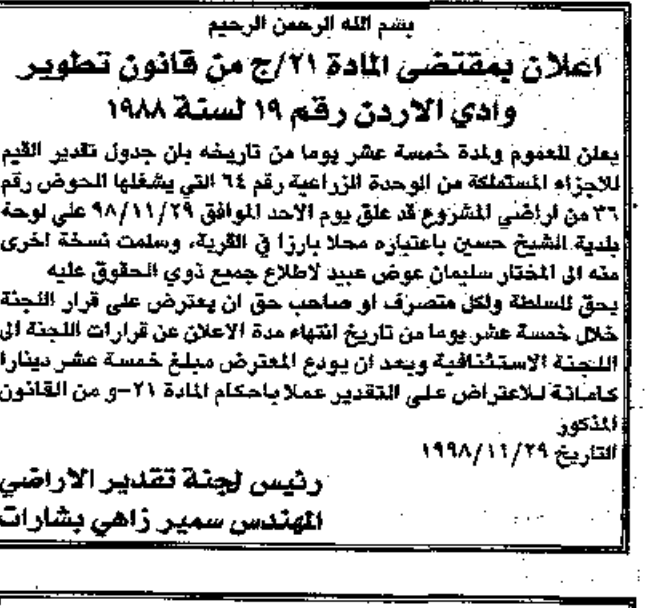 بسم الله الرحمن الرحيم
اعلان بمقتضى المادة ٢١/ج من قانون تطوير
وادي الاردن رقم ١٩ لسنة ١٩٨٨
يعلن للعموم ولمدة خمسة عشر يوما من تاريخه بان جدول تقدير القيم
للاجزاء المستملكة من الوحدة الزراعية رقم ٦٤ التي يشغلها الحوض رقم
٣٦ من اراضي المشروع قد علق يوم الاحد الموافق ٩٨/١١/٢٩ على لوحة
بلدية الشيخ حسين باعتباره محلا بارزا في القرية، وسلمت نسخة اخرى
منه الى المختار سليمان عوض عبيد لاطلاع جميع ذوي الحقوق عليه
يحق للسلطة ولكل متصرف او صاحب حق ان يعترض على قرار اللجنة
خلال خمسة عشر يوما من تاريخ انتهاء مدة الاعلان عن قرارات اللجنة الى
اللجنة الاستئنافية وبعد ان يودع المعترض مبلغ خمسة عشر دينارا
كامانة للاعتراض على التقدير عملا باحكام المادة ٢١-و من القانون
المذكور
التاريخ ١٩٩٨/١١/٢٩
رئيس لجنة تقدير الاراضي
المهندس سمير زاهي بشارات